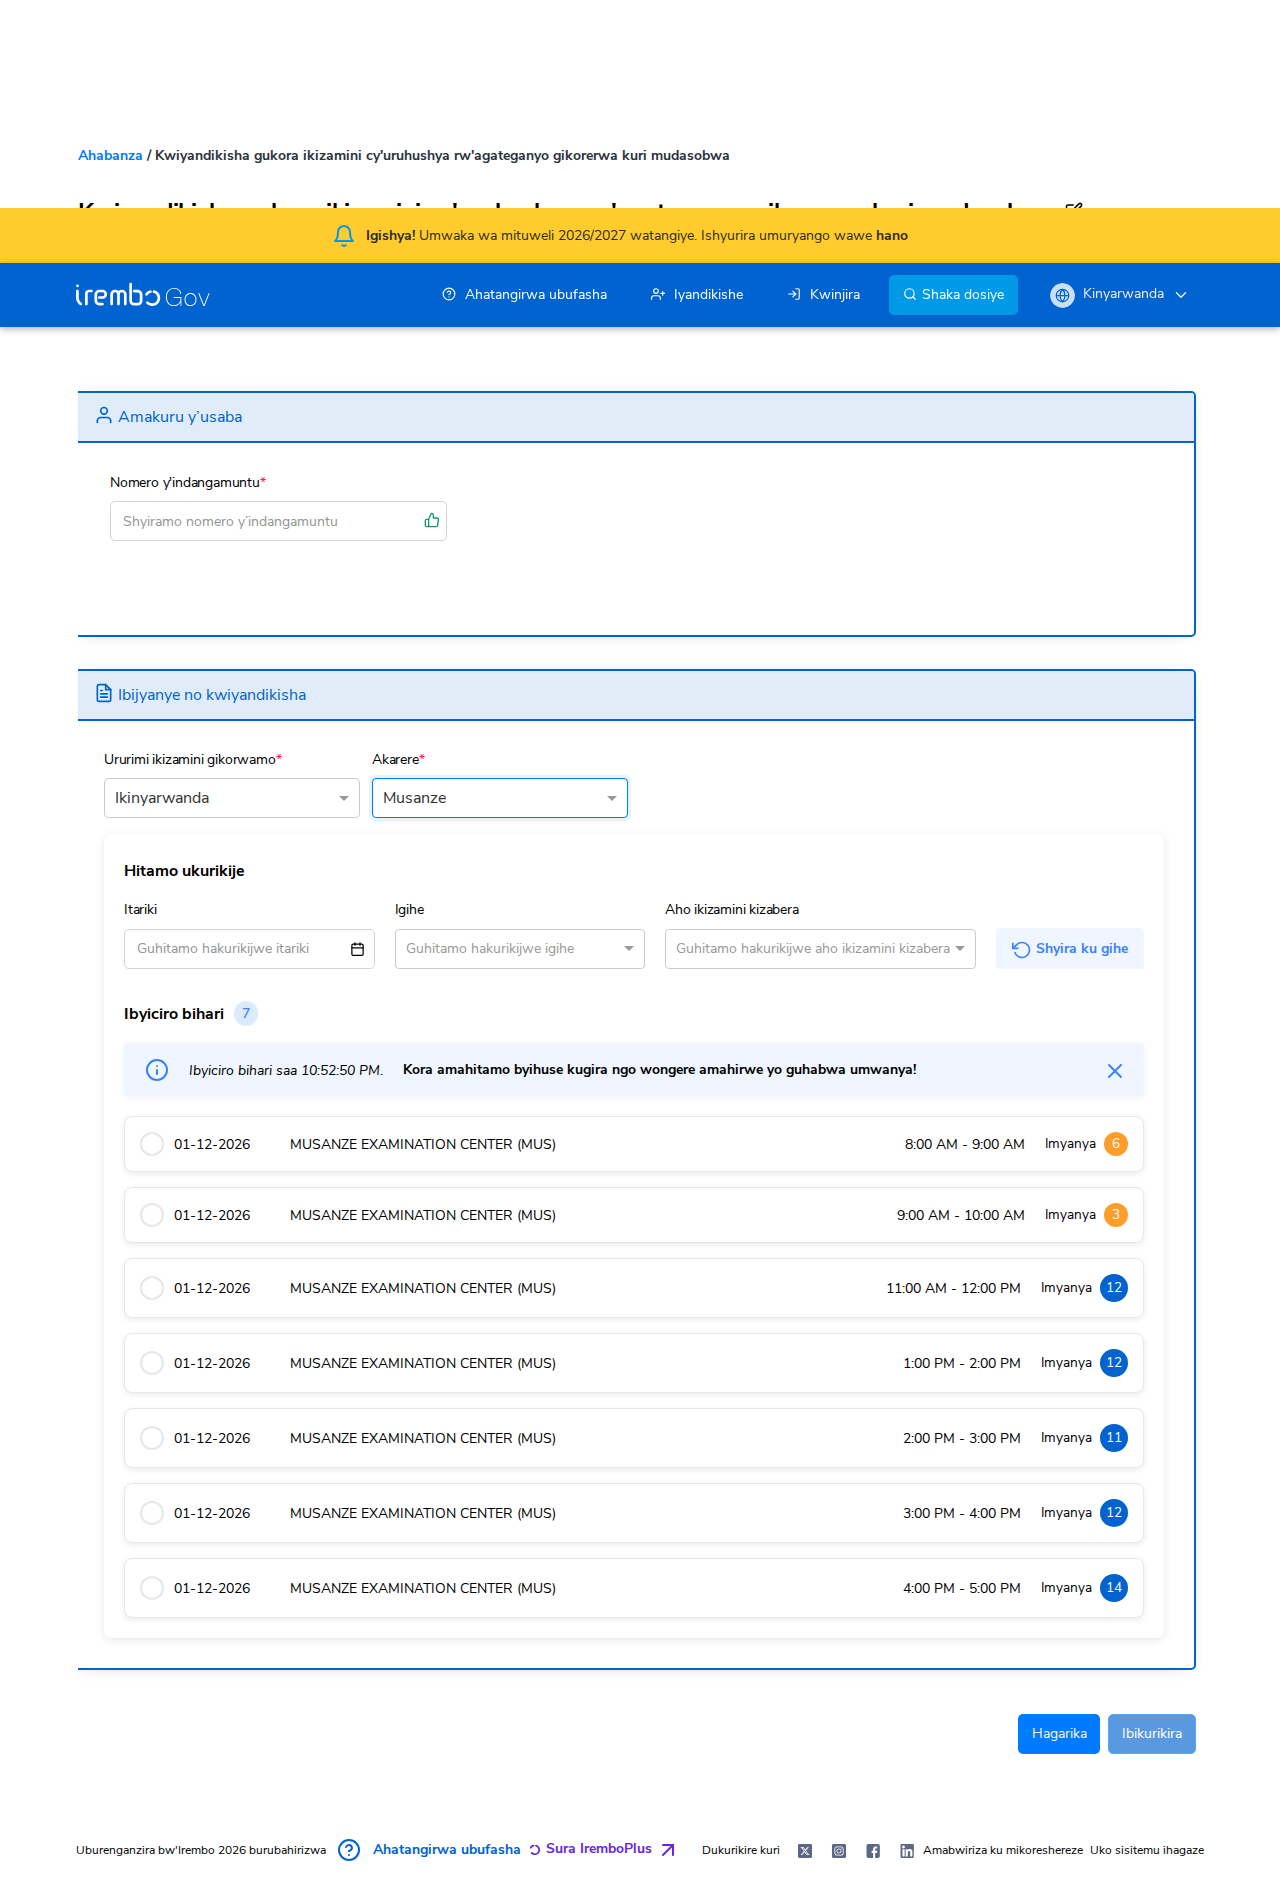 Ahabanza / Kwiyandikisha gukora ikizamini cy'uruhushya rw'agateganyo gikorerwa kuri mudasobwa
Igishya! Umwaka wa mituweli 2026/2027 watangiye. Ishyurira umuryango wawe hano
irembo Gov
Ahatangirwa ubufasha
Iyandikishe
Kwinjira
Shaka dosiye
Kinyarwanda
Amakuru y’usaba
Nomero y'indangamuntu*
Shyiramo nomero y’indangamuntu
Ibijyanye no kwiyandikisha
Ururimi ikizamini gikorwamo* Akarere*
Ikinyarwanda Musanze
Hitamo ukurikije
Itariki Igihe Aho ikizamini kizabera
Guhitamo hakurikijwe itariki Guhitamo hakurikijwe igihe Guhitamo hakurikijwe aho ikizamini kizabera Shyira ku gihe
Ibyiciro bihari 7
Ibyiciro bihari saa 10:52:50 PM. Kora amahitamo byihuse kugira ngo wongere amahirwe yo guhabwa umwanya!
01-12-2026 MUSANZE EXAMINATION CENTER (MUS) 8:00 AM - 9:00 AM Imyanya 6
01-12-2026 MUSANZE EXAMINATION CENTER (MUS) 9:00 AM - 10:00 AM Imyanya 3
01-12-2026 MUSANZE EXAMINATION CENTER (MUS) 11:00 AM - 12:00 PM Imyanya 12
01-12-2026 MUSANZE EXAMINATION CENTER (MUS) 1:00 PM - 2:00 PM Imyanya 12
01-12-2026 MUSANZE EXAMINATION CENTER (MUS) 2:00 PM - 3:00 PM Imyanya 11
01-12-2026 MUSANZE EXAMINATION CENTER (MUS) 3:00 PM - 4:00 PM Imyanya 12
01-12-2026 MUSANZE EXAMINATION CENTER (MUS) 4:00 PM - 5:00 PM Imyanya 14
Hagarika Ibikurikira
Uburenganzira bw'Irembo 2026 burubahirizwa Ahatangirwa ubufasha Sura IremboPlus Dukurikire kuri Amabwiriza ku mikoreshereze Uko sisitemu ihagaze